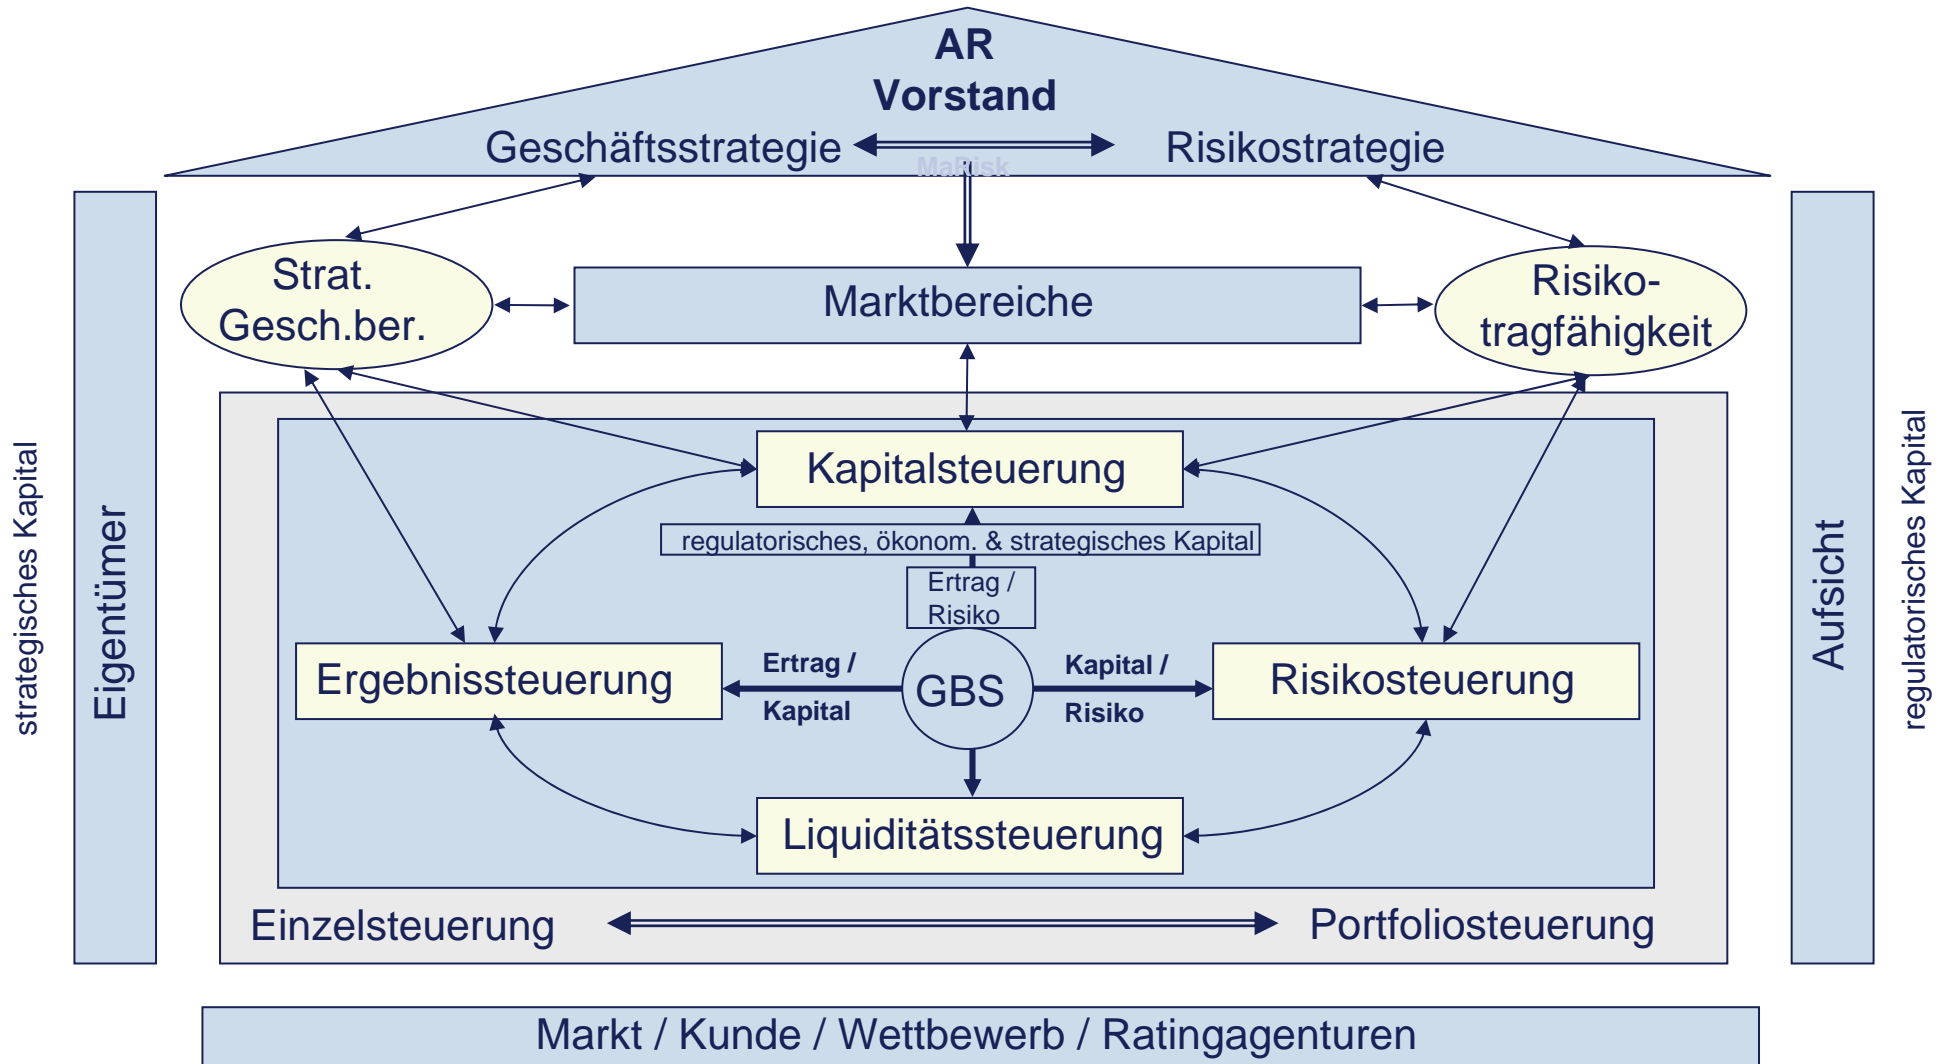 AR
Vorstand
Geschäftsstrategie
Risikostrategie
MaRisk
Strat.
Gesch.ber.
Marktbereiche
Risiko-
tragfähigkeit
strategisches Kapital
Eigentümer
Aufsicht
regulatorisches Kapital
Kapitalsteuerung
regulatorisches, ökonom. & strategisches Kapital
Ertrag /
Risiko
Ergebnissteuerung
Ertrag /
Kapital
GBS
Kapital /
Risiko
Risikosteuerung
Liquiditätssteuerung
Einzelsteuerung
Portfoliosteuerung
Markt / Kunde / Wettbewerb / Ratingagenturen